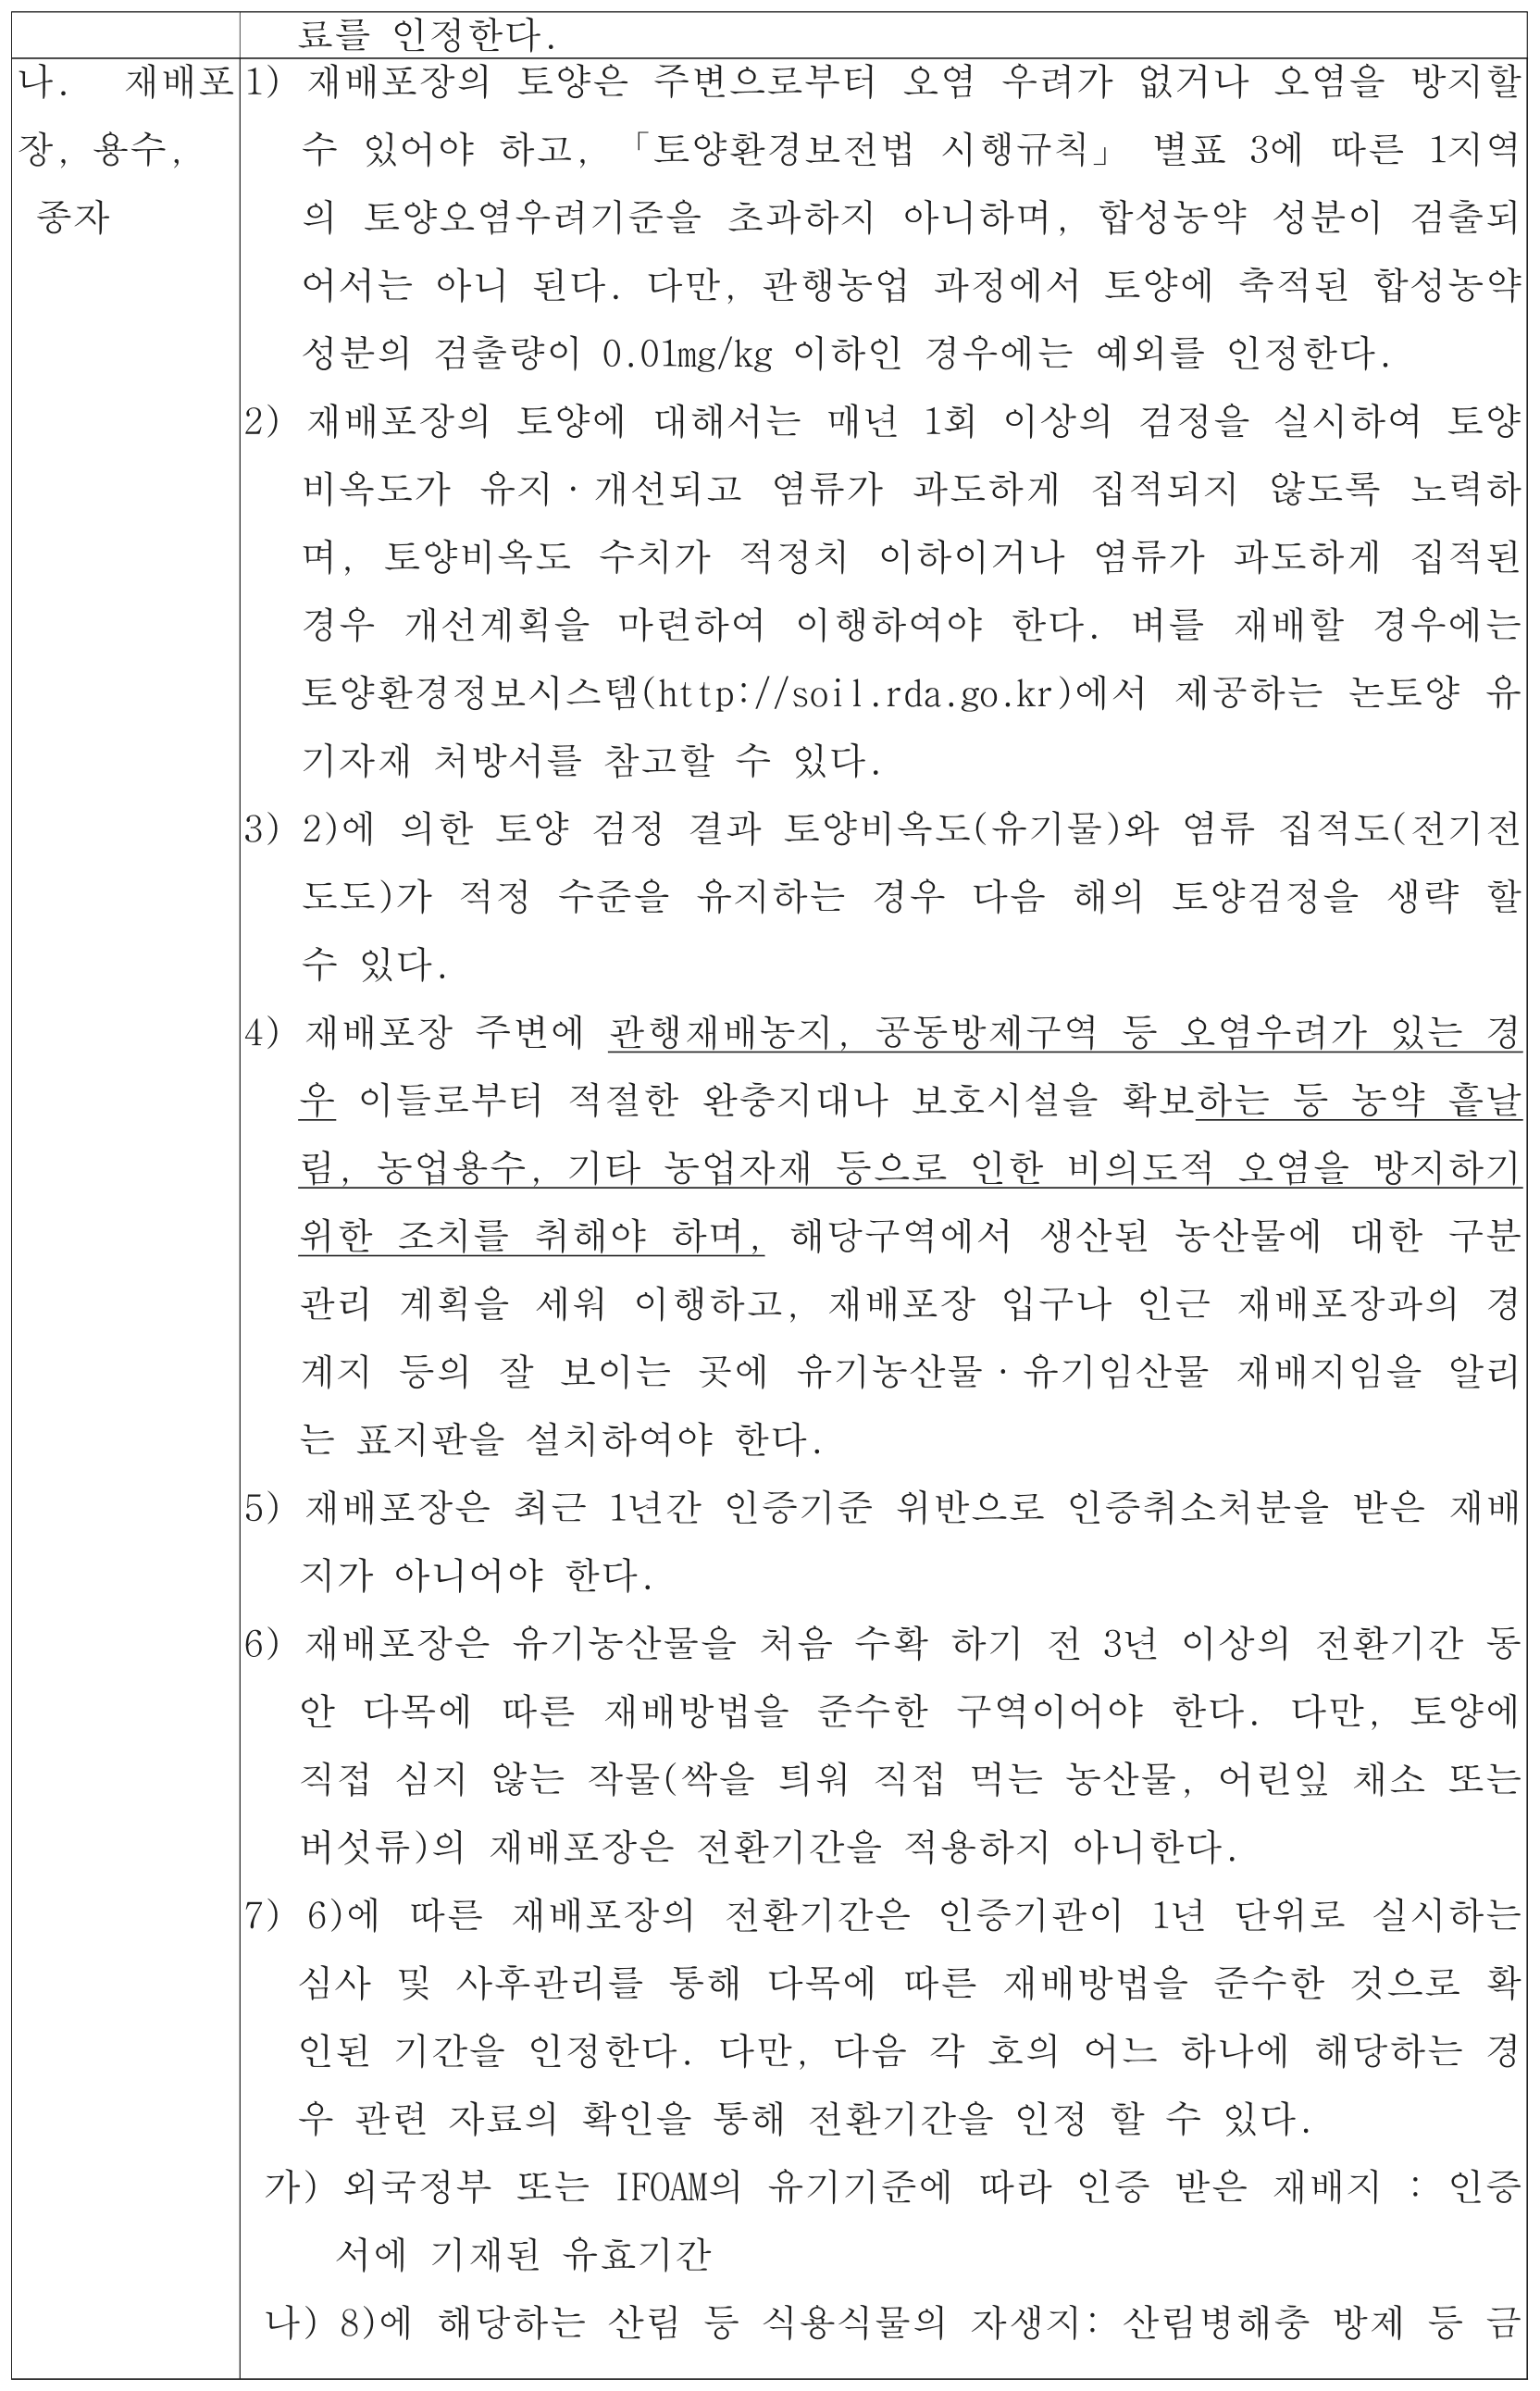 료를 인정한다.
나. 재배포
장, 용수,
종자
1) 재배포장의 토양은 주변으로부터 오염 우려가 없거나 오염을 방지할
수 있어야 하고, 「토양환경보전법 시행규칙」 별표 3에 따른 1지역
의 토양오염우려기준을 초과하지 아니하며, 합성농약 성분이 검출되
어서는 아니 된다. 다만, 관행농업 과정에서 토양에 축적된 합성농약
성분의 검출량이 0.01mg/kg 이하인 경우에는 예외를 인정한다.
2) 재배포장의 토양에 대해서는 매년 1회 이상의 검정을 실시하여 토양
비옥도가 유지·개선되고 염류가 과도하게 집적되지 않도록 노력하
며, 토양비옥도 수치가 적정치 이하이거나 염류가 과도하게 집적된
경우 개선계획을 마련하여 이행하여야 한다. 벼를 재배할 경우에는
토양환경정보시스템(http://soil.rda.go.kr)에서 제공하는 논토양 유
기자재 처방서를 참고할 수 있다.
3) 2)에 의한 토양 검정 결과 토양비옥도(유기물)와 염류 집적도(전기전
도도)가 적정 수준을 유지하는 경우 다음 해의 토양검정을 생략 할
수 있다.
4) 재배포장 주변에 관행재배농지, 공동방제구역 등 오염우려가 있는 경
우 이들로부터 적절한 완충지대나 보호시설을 확보하는 등 농약 흩날
림, 농업용수, 기타 농업자재 등으로 인한 비의도적 오염을 방지하기
위한 조치를 취해야 하며, 해당구역에서 생산된 농산물에 대한 구분
관리 계획을 세워 이행하고, 재배포장 입구나 인근 재배포장과의 경
계지 등의 잘 보이는 곳에 유기농산물·유기임산물 재배지임을 알리
는 표지판을 설치하여야 한다.
5) 재배포장은 최근 1년간 인증기준 위반으로 인증취소처분을 받은 재배
지가 아니어야 한다.
6) 재배포장은 유기농산물을 처음 수확 하기 전 3년 이상의 전환기간 동
안 다목에 따른 재배방법을 준수한 구역이어야 한다. 다만, 토양에
직접 심지 않는 작물(싹을 틔워 직접 먹는 농산물, 어린잎 채소 또는
버섯류)의 재배포장은 전환기간을 적용하지 아니한다.
7) 6)에 따른 재배포장의 전환기간은 인증기관이 1년 단위로 실시하는
심사 및 사후관리를 통해 다목에 따른 재배방법을 준수한 것으로 확
인된 기간을 인정한다. 다만, 다음 각 호의 어느 하나에 해당하는 경
우 관련 자료의 확인을 통해 전환기간을 인정 할 수 있다.
가) 외국정부 또는 IFOAM의 유기기준에 따라 인증 받은 재배지 : 인증
서에 기재된 유효기간
나) 8)에 해당하는 산림 등 식용식물의 자생지: 산림병해충 방제 등 금